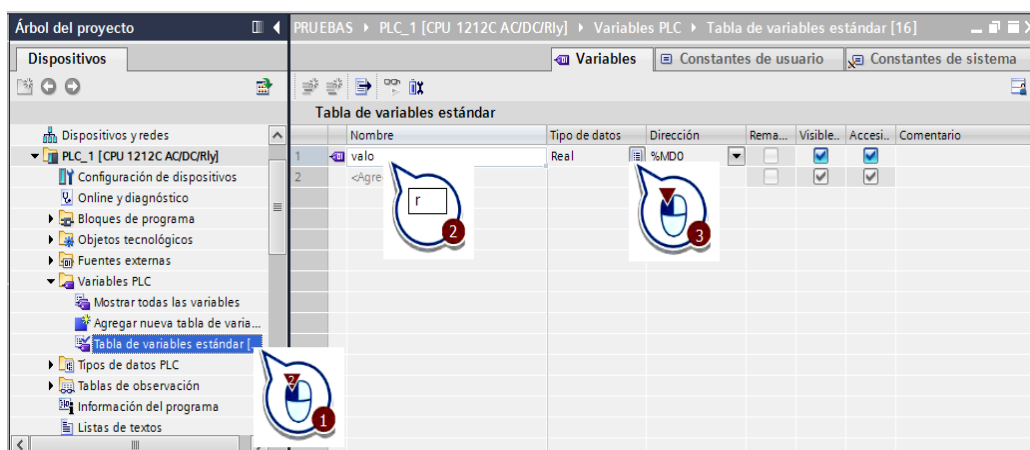 Árbol del proyecto
PRUEBAS PLC_1 [CPU 1212C AC/DC/Rly] Variables PLC Tabla de variables estándar [16]
Dispositivos
Variables Constantes de usuario Constantes de sistema
Tabla de variables estándar
Nombre Tipo de datos Dirección Rema... Visible.. Accesi.. Comentario
1 valo Real %MD0
2 <Agre
r
2
3
Dispositivos y redes
PLC_1 [CPU 1212C AC/DC/Rly]
Configuración de dispositivos
Online y diagnóstico
Bloques de programa
Objetos tecnológicos
Fuentes externas
Variables PLC
Mostrar todas las variables
Agregar nueva tabla de varia...
Tabla de variables estándar [
Tipos de datos PLC
Tablas de observación
Información del programa
Listas de textos
2
1